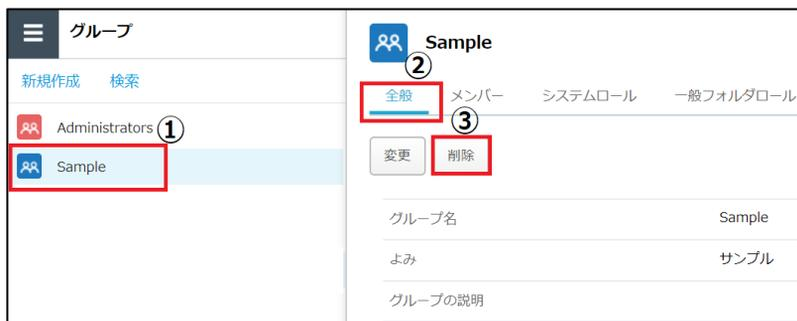 グループ
新規作成 検索
Administrators ①
Sample
Sample
②
全般 メンバー システムロール 一般フォルダロール
③
変更 削除
グループ名 Sample
よみ サンプル
グループの説明